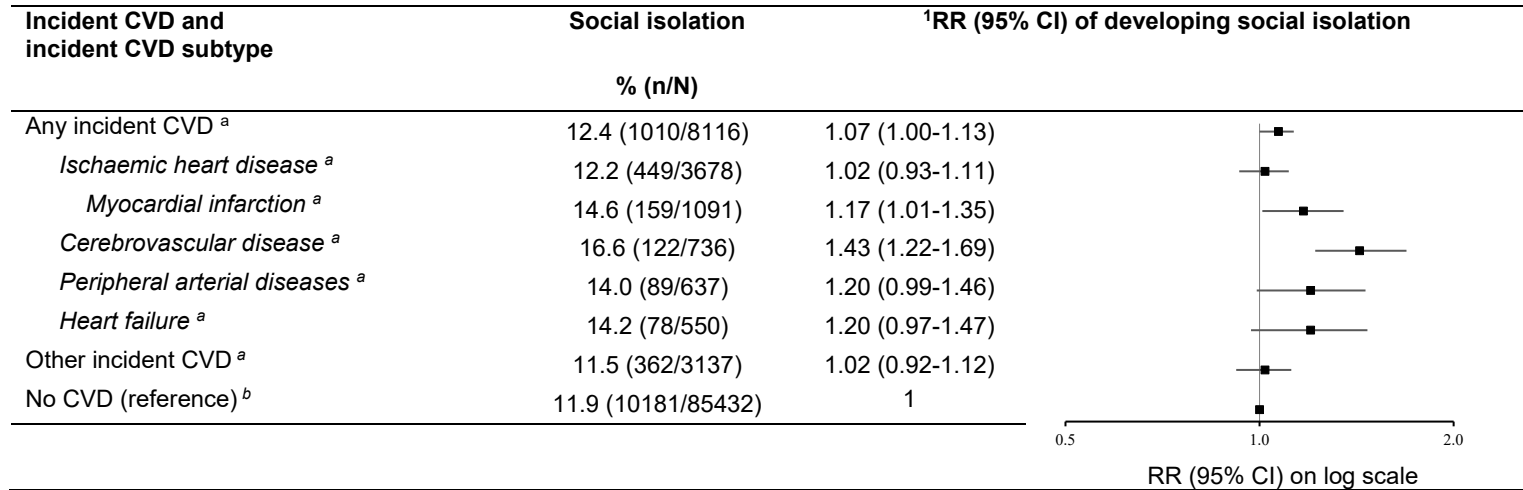 Incident CVD and incident CVD subtype Social isolation ¹RR (95% CI) of developing social isolation
% (n/N)
Any incident CVD ᵃ 12.4 (1010/8116) 1.07 (1.00-1.13)
Ischaemic heart disease ᵃ 12.2 (449/3678) 1.02 (0.93-1.11)
Myocardial infarction ᵃ 14.6 (159/1091) 1.17 (1.01-1.35)
Cerebrovascular disease ᵃ 16.6 (122/736) 1.43 (1.22-1.69)
Peripheral arterial diseases ᵃ 14.0 (89/637) 1.20 (0.99-1.46)
Heart failure ᵃ 14.2 (78/550) 1.20 (0.97-1.47)
Other incident CVD ᵃ 11.5 (362/3137) 1.02 (0.92-1.12)
No CVD (reference) ᵇ 11.9 (10181/85432) 1
0.5 1.0 2.0
RR (95% CI) on log scale